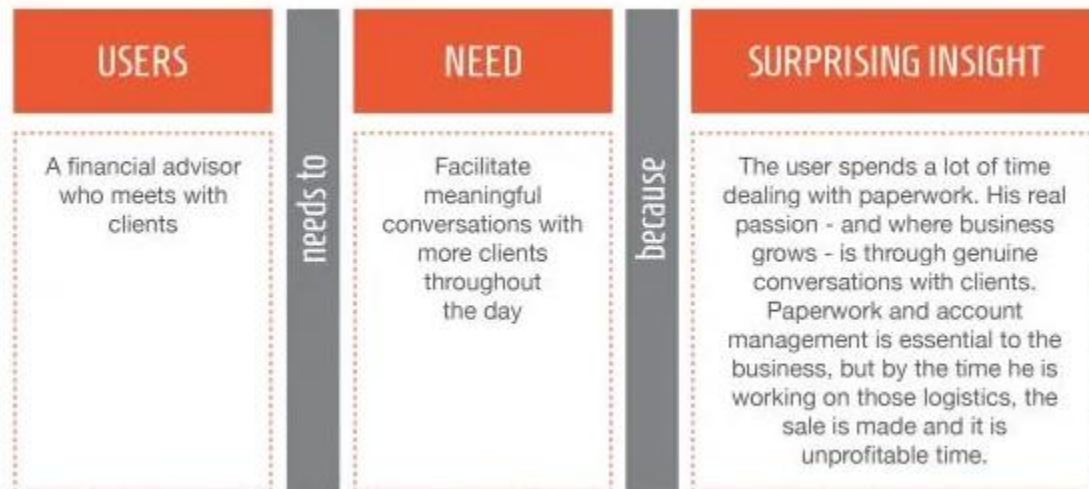 USERS
A financial advisor
who meets with
clients
needs to
NEED
Facilitate
meaningful
conversations with
more clients
throughout
the day
because
SURPRISING INSIGHT
The user spends a lot of time
dealing with paperwork. His real
passion - and where business
grows - is through genuine
conversations with clients.
Paperwork and account
management is essential to the
business, but by the time he is
working on those logistics, the
sale is made and it is
unprofitable time.